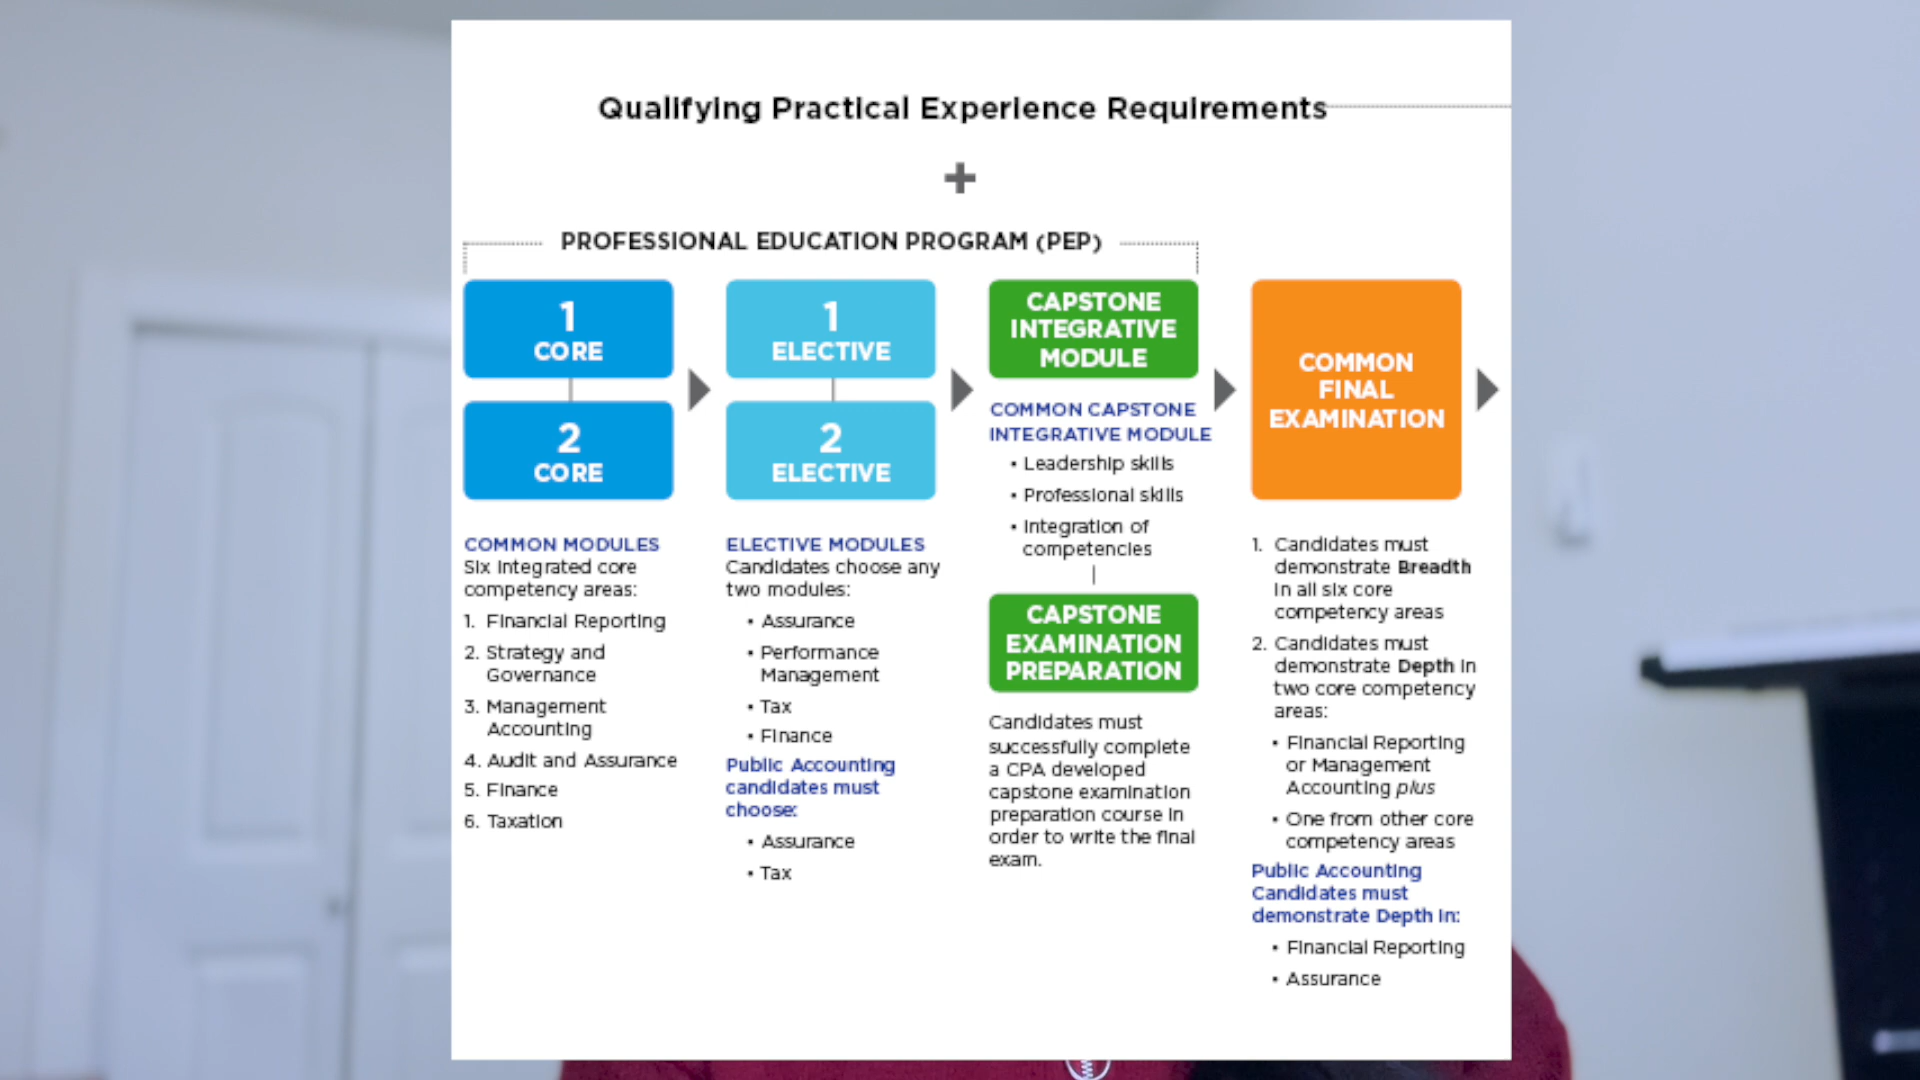 Qualifying Practical Experience Requirements
+
PROFESSIONAL EDUCATION PROGRAM (PEP)
1
CORE
2
CORE
COMMON MODULES
Six integrated core
competency areas:
1. Financial Reporting
2. Strategy and
Governance
3. Management
Accounting
4. Audit and Assurance
5. Finance
6. Taxation
1
ELECTIVE
2
ELECTIVE
ELECTIVE MODULES
Candidates choose any
two modules:
• Assurance
• Performance
Management
• Tax
• Finance
Public Accounting
candidates must
choose:
• Assurance
• Tax
CAPSTONE
INTEGRATIVE
MODULE
COMMON CAPSTONE
INTEGRATIVE MODULE
• Leadership skills
• Professional skills
• Integration of
competencies
CAPSTONE
EXAMINATION
PREPARATION
Candidates must
successfully complete
a CPA developed
capstone examination
preparation course in
order to write the final
exam.
COMMON
FINAL
EXAMINATION
1. Candidates must
demonstrate Breadth
in all six core
competency areas
2. Candidates must
demonstrate Depth in
two core competency
areas:
• Financial Reporting
or Management
Accounting plus
• One from other core
competency areas
Public Accounting
Candidates must
demonstrate Depth in:
• Financial Reporting
• Assurance